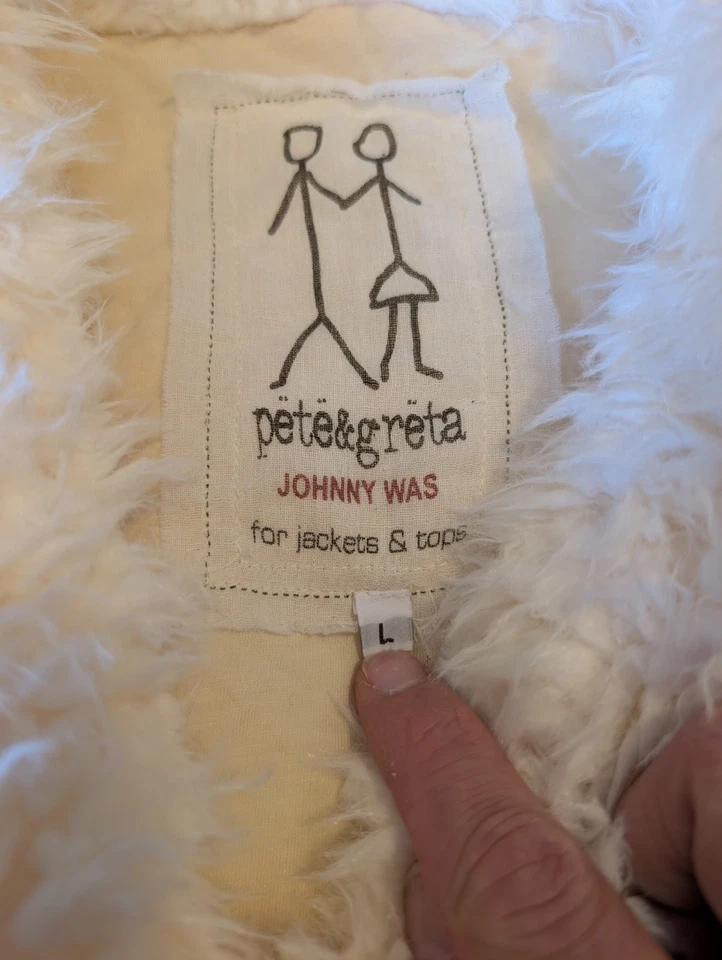 pëtë&grëta
JOHNNY WAS
for jackets & tops
L